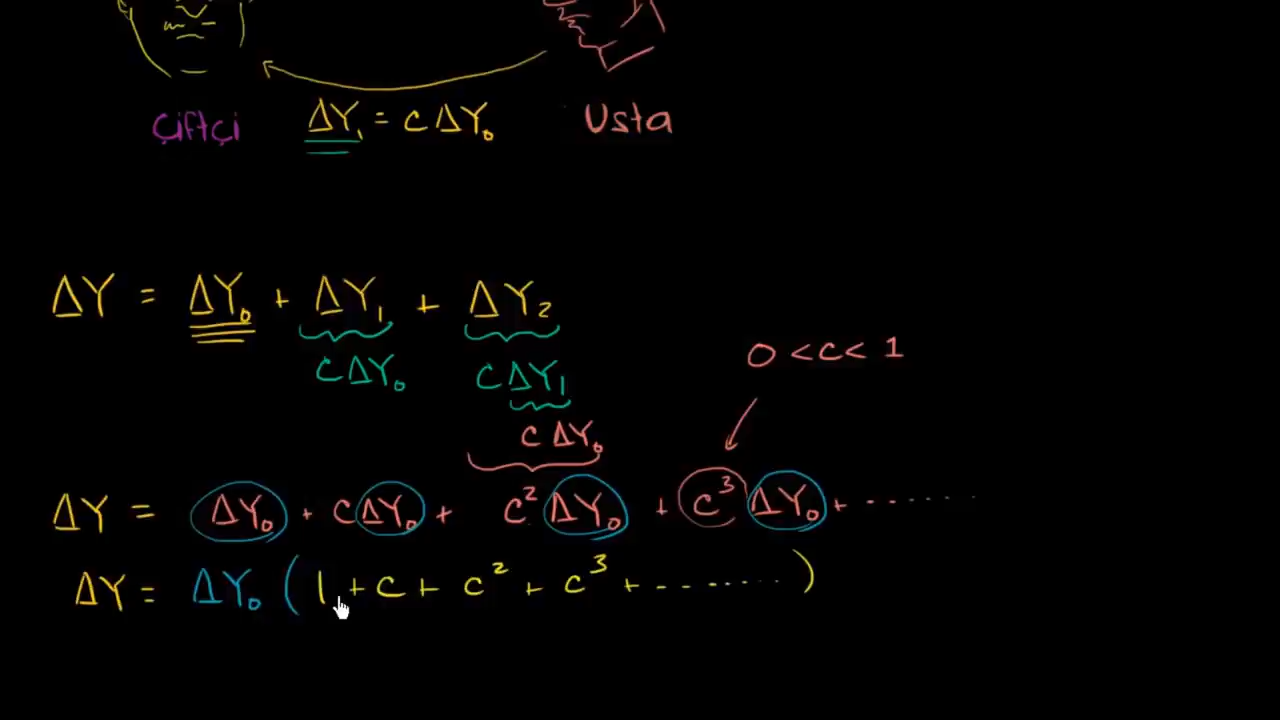 Çiftçi ΔY₁ = CΔY₀ Usta
ΔY = ΔY₀ + ΔY₁ + ΔY₂
0 < c < 1
CΔY₀ CΔY₁
CΔY₀
ΔY = ΔY₀ + CΔY₀ + C²ΔY₀ + C³ΔY₀ + .......
ΔY = ΔY₀ (1 + C + C² + C³ + ........)